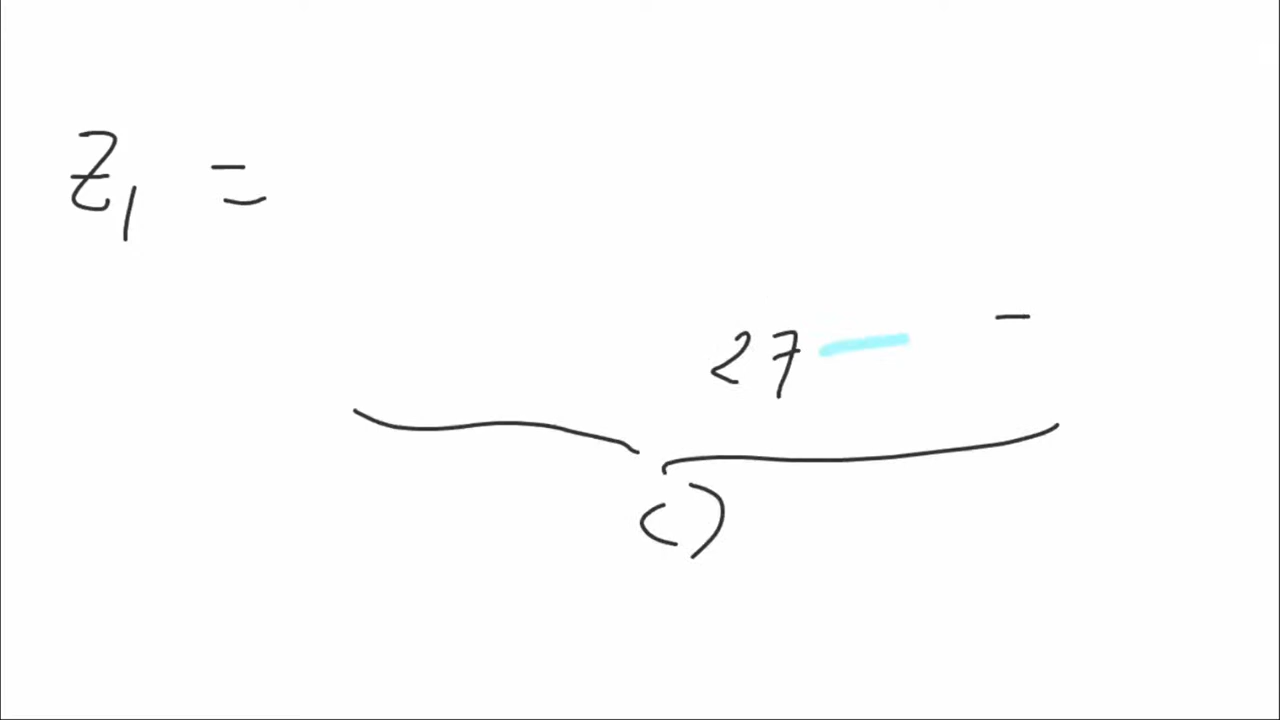 Z₁ =
27 -
( )